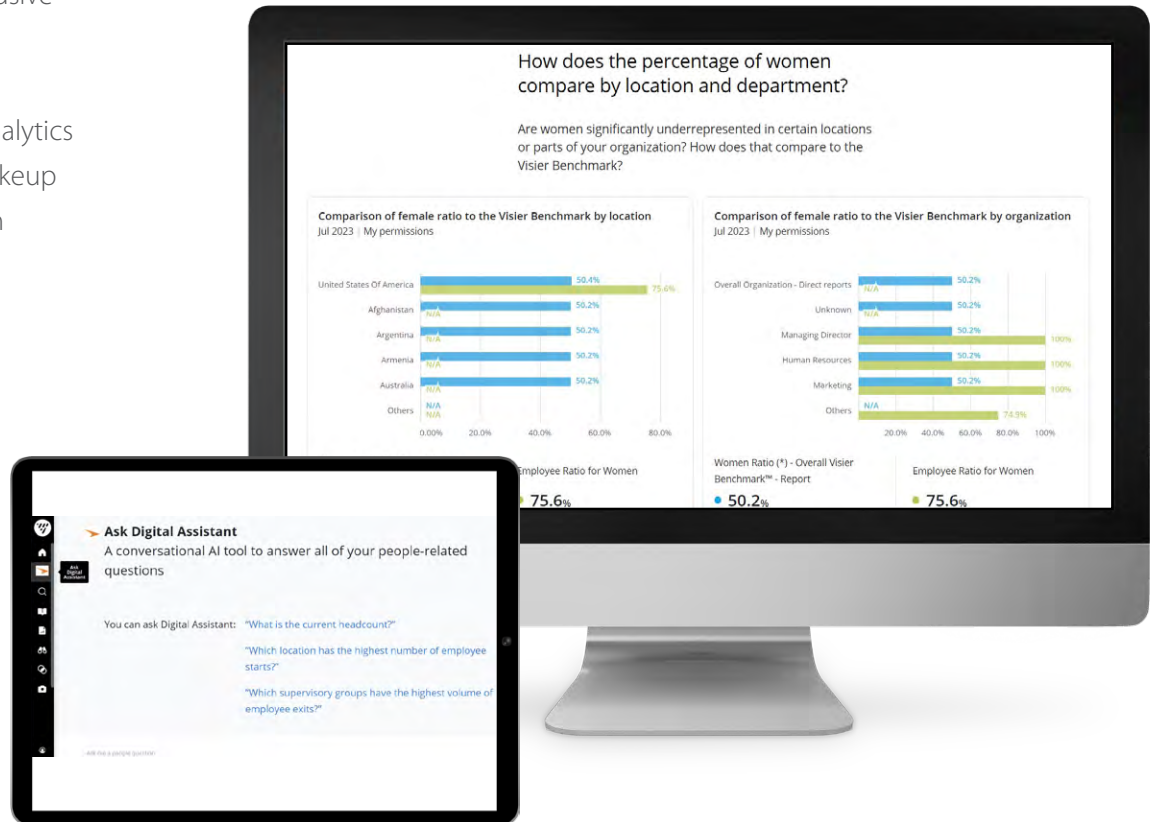 usive
alytics
keup
n
How does the percentage of women
compare by location and department?
Are women significantly underrepresented in certain locations
or parts of your organization? How does that compare to the
Visier Benchmark?
Comparison of female ratio to the Visier Benchmark by location
Jul 2023 | My permissions
United States Of America
50.4%
75.6%
Afghanistan
50.2%
N/A
Argentina
50.2%
N/A
Armenia
50.2%
N/A
Australia
50.2%
N/A
Others
N/A
N/A
0.00% 20.0% 40.0% 60.0% 80.0%
Employee Ratio for Women
75.6%
Comparison of female ratio to the Visier Benchmark by organization
Jul 2023 | My permissions
Overall Organization - Direct reports
50.2%
N/A
Unknown
50.2%
N/A
Managing Director
50.2%
100%
Human Resources
50.2%
100%
Marketing
50.2%
100%
Others
N/A
74.9%
20.0% 40.0% 60.0% 80.0% 100%
Women Ratio (*) - Overall Visier
Benchmark™ - Report
50.2%
Employee Ratio for Women
75.6%
Ask Digital Assistant
A conversational AI tool to answer all of your people-related
questions
Ask
Digital
Assistant
You can ask Digital Assistant: "What is the current headcount?"
"Which location has the highest number of employee
starts?"
"Which supervisory groups have the highest volume of
employee exits?"
Ask me a people question